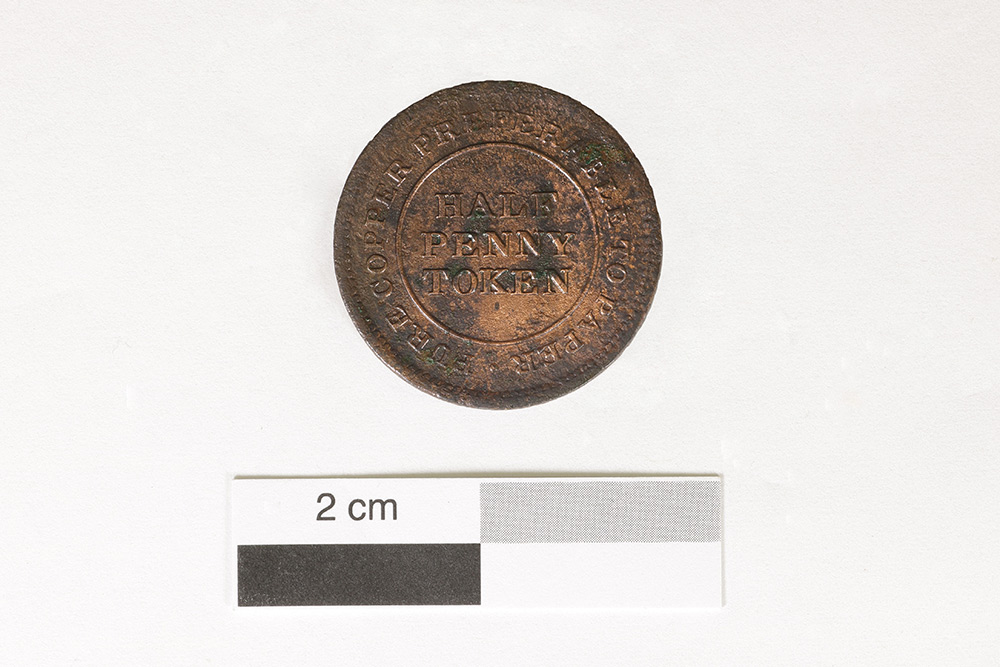 PURE COPPER PREFERABLE TO PAPER
HALF
PENNY
TOKEN
2 cm